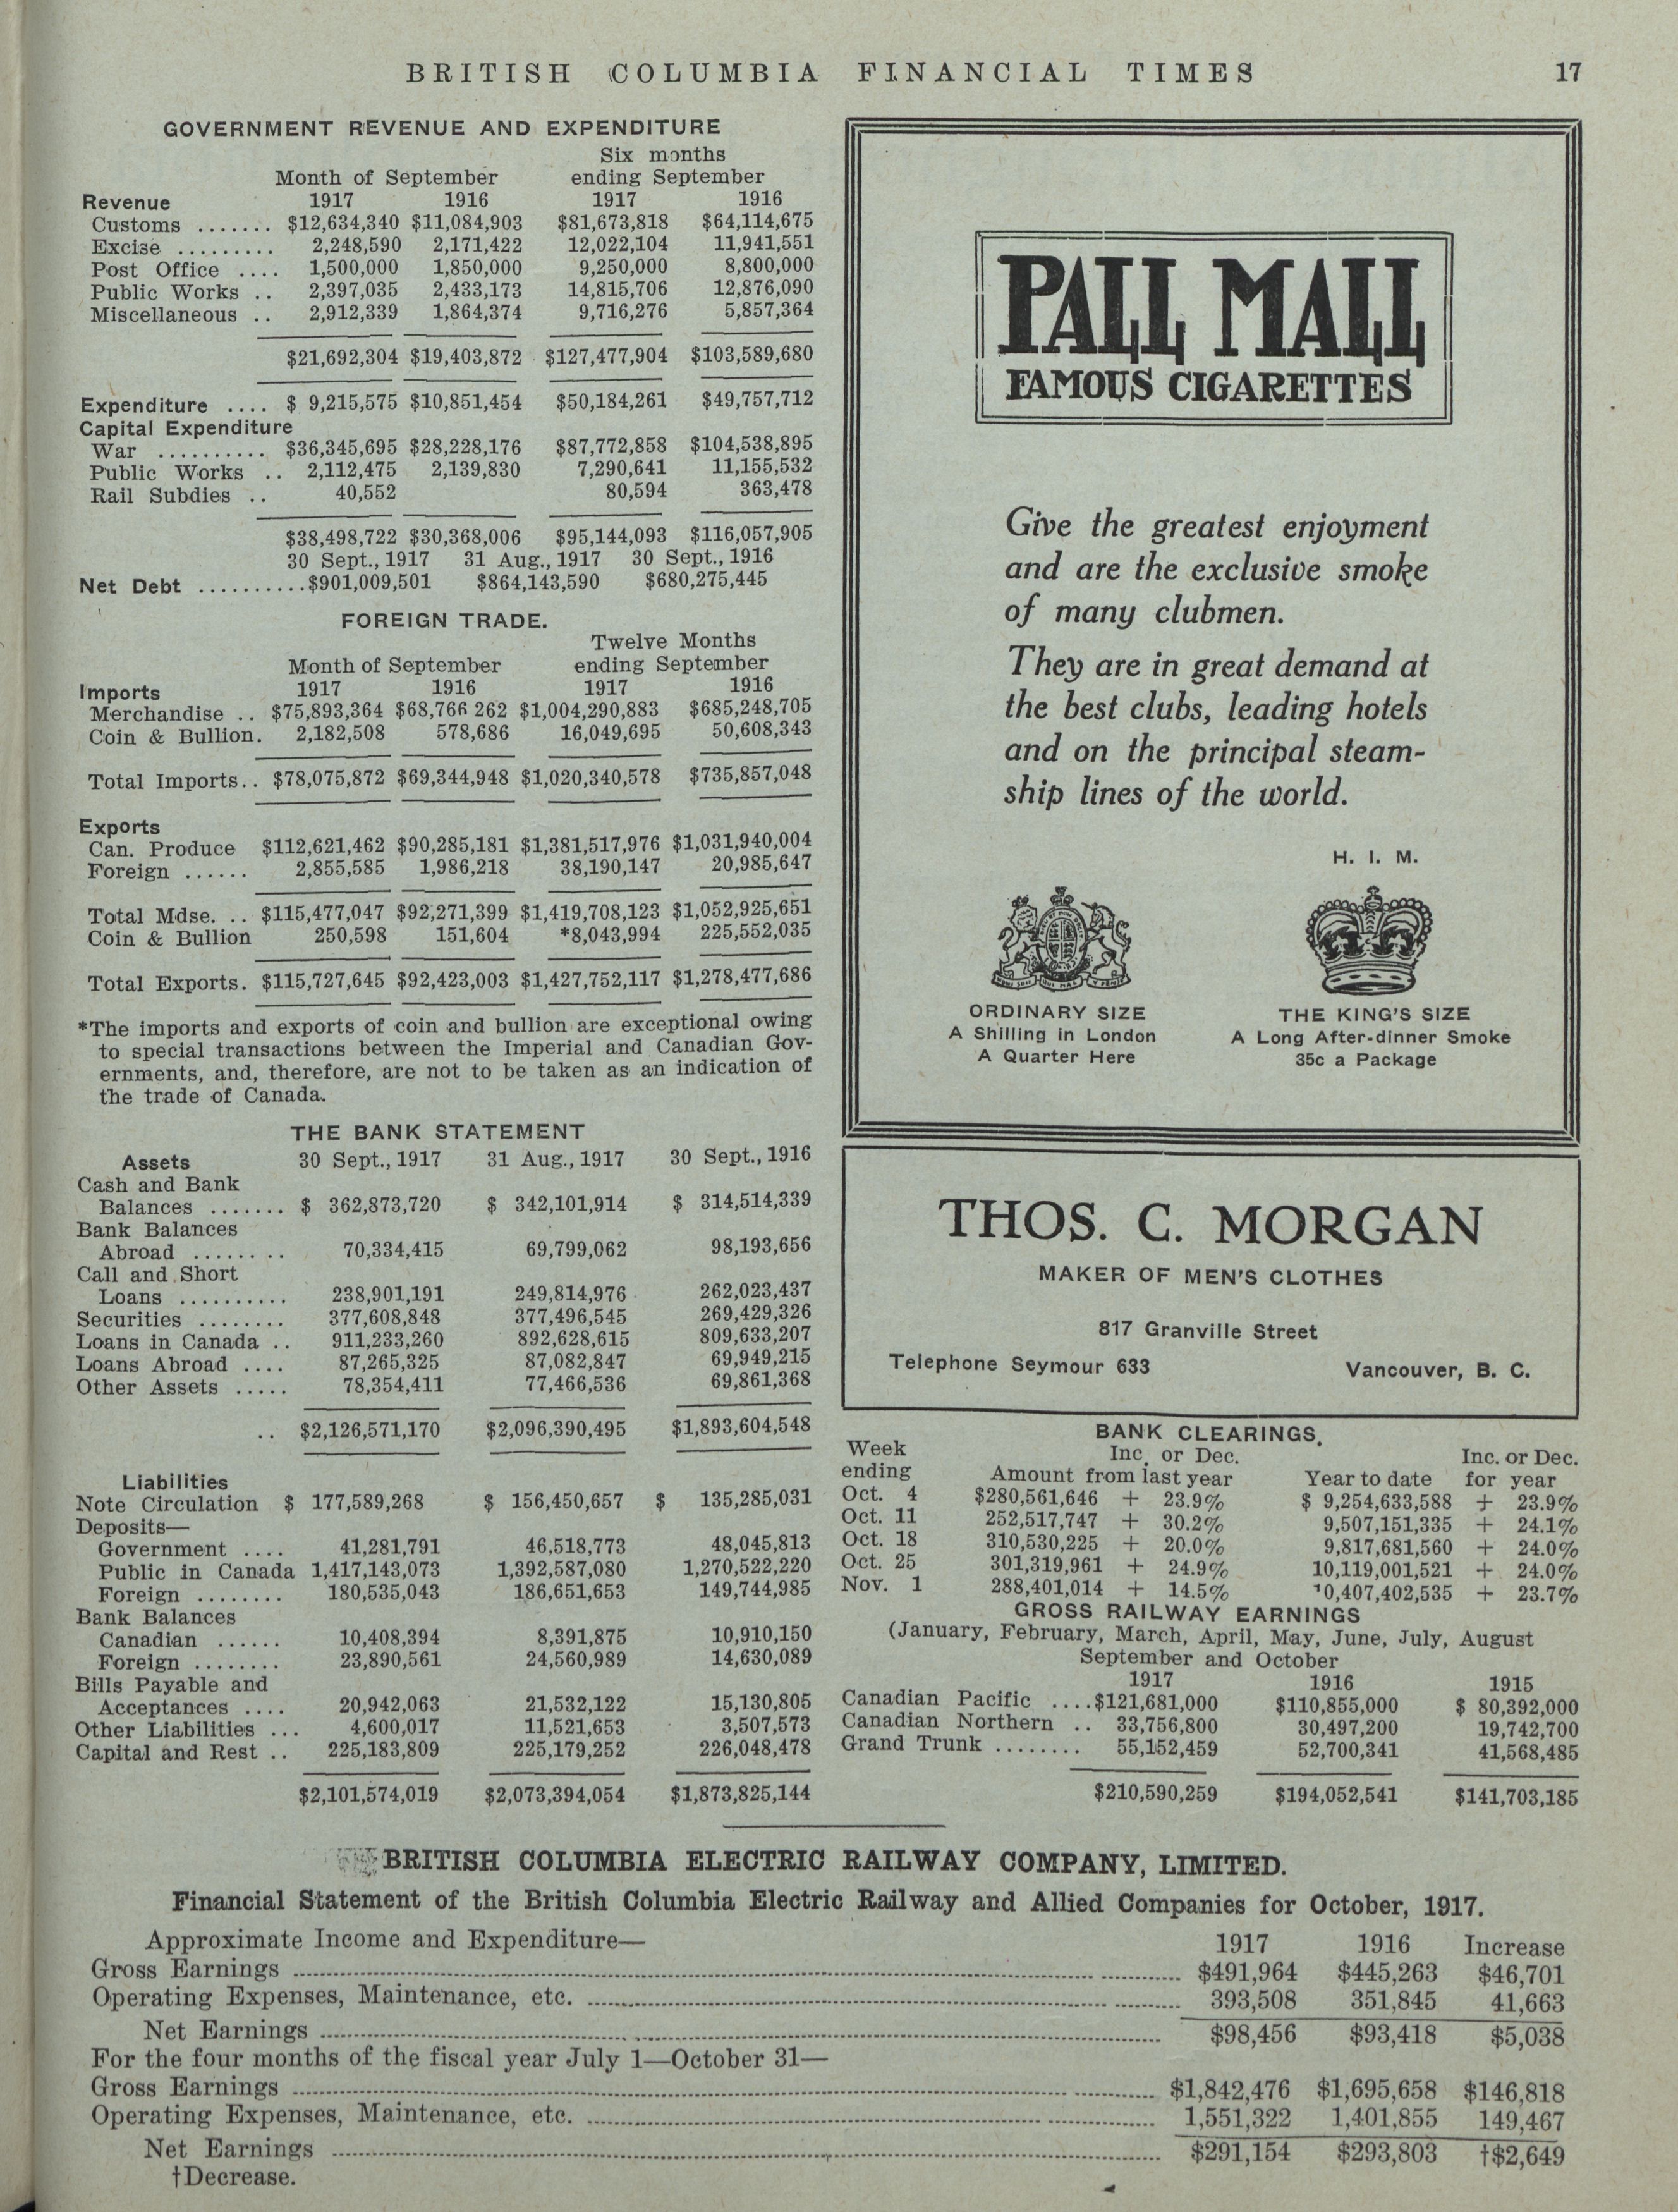 BRITISH COLUMBIA FINANCIAL TIMES 17
GOVERNMENT REVENUE AND EXPENDITURE
Six months
Month of September ending September
Revenue 1917 1916 1917 1916
Customs ....... $12,634,340 $11,084,903 $81,673,818 $64,114,675
Excise ......... 2,248,590 2,171,422 12,022,104 11,941,551
Post Office .... 1,500,000 1,850,000 9,250,000 8,800,000
Public Works .. 2,397,035 2,433,173 14,815,706 12,876,090
Miscellaneous .. 2,912,339 1,864,374 9,716,276 5,857,364
$21,692,304 $19,403,872 $127,477,904 $103,589,680
Expenditure .... $ 9,215,575 $10,851,454 $50,184,261 $49,757,712
Capital Expenditure
War .......... $36,345,695 $28,228,176 $87,772,858 $104,538,895
Public Works .. 2,112,475 2,139,830 7,290,641 11,155,532
Rail Subdies .. 40,552 80,594 363,478
$38,498,722 $30,368,006 $95,144,093 $116,057,905
30 Sept., 1917 31 Aug., 1917 30 Sept., 1916
Net Debt ..........$901,009,501 $864,143,590 $680,275,445
FOREIGN TRADE.
Twelve Months
Month of September ending September
Imports 1917 1916 1917 1916
Merchandise .. $75,893,364 $68,766 262 $1,004,290,883 $685,248,705
Coin & Bullion. 2,182,508 578,686 16,049,695 50,608,343
Total Imports.. $78,075,872 $69,344,948 $1,020,340,578 $735,857,048
Exports
Can. Produce $112,621,462 $90,285,181 $1,381,517,976 $1,031,940,004
Foreign ...... 2,855,585 1,986,218 38,190,147 20,985,647
Total Mdse. .. $115,477,047 $92,271,399 $1,419,708,123 $1,052,925,651
Coin & Bullion 250,598 151,604 *8,043,994 225,552,035
Total Exports. $115,727,645 $92,423,003 $1,427,752,117 $1,278,477,686
*The imports and exports of coin and bullion are exceptional owing
to special transactions between the Imperial and Canadian Gov-
ernments, and, therefore, are not to be taken as an indication of
the trade of Canada.
THE BANK STATEMENT
Assets 30 Sept., 1917 31 Aug., 1917 30 Sept., 1916
Cash and Bank
Balances ....... $ 362,873,720 $ 342,101,914 $ 314,514,339
Bank Balances
Abroad ........ 70,334,415 69,799,062 98,193,656
Call and Short
Loans .......... 238,901,191 249,814,976 262,023,437
Securities ........ 377,608,848 377,496,545 269,429,326
Loans in Canada .. 911,233,260 892,628,615 809,633,207
Loans Abroad .... 87,265,325 87,082,847 69,949,215
Other Assets ..... 78,354,411 77,466,536 69,861,368
.. $2,126,571,170 $2,096,390,495 $1,893,604,548
Liabilities
Note Circulation $ 177,589,268 $ 156,450,657 $ 135,285,031
Deposits—
Government .... 41,281,791 46,518,773 48,045,813
Public in Canada 1,417,143,073 1,392,587,080 1,270,522,220
Foreign ........ 180,535,043 186,651,653 149,744,985
Bank Balances
Canadian ...... 10,408,394 8,391,875 10,910,150
Foreign ........ 23,890,561 24,560,989 14,630,089
Bills Payable and
Acceptances .... 20,942,063 21,532,122 15,130,805
Other Liabilities ... 4,600,017 11,521,653 3,507,573
Capital and Rest .. 225,183,809 225,179,252 226,048,478
$2,101,574,019 $2,073,394,054 $1,873,825,144
PALL MALL
FAMOUS CIGARETTES
Give the greatest enjoyment
and are the exclusive smoke
of many clubmen.
They are in great demand at
the best clubs, leading hotels
and on the principal steam-
ship lines of the world.
H. I. M.
ORDINARY SIZE
A Shilling in London
A Quarter Here
THE KING'S SIZE
A Long After-dinner Smoke
35c a Package
THOS. C. MORGAN
MAKER OF MEN'S CLOTHES
817 Granville Street
Telephone Seymour 633 Vancouver, B. C.
BANK CLEARINGS.
Week Inc. or Dec. Inc. or Dec.
ending Amount from last year Year to date for year
Oct. 4 $280,561,646 + 23.9% $ 9,254,633,588 + 23.9%
Oct. 11 252,517,747 + 30.2% 9,507,151,335 + 24.1%
Oct. 18 310,530,225 + 20.0% 9,817,681,560 + 24.0%
Oct. 25 301,319,961 + 24.9% 10,119,001,521 + 24.0%
Nov. 1 288,401,014 + 14.5% 10,407,402,535 + 23.7%
GROSS RAILWAY EARNINGS
(January, February, March, April, May, June, July, August
September and October
1917 1916 1915
Canadian Pacific ....$121,681,000 $110,855,000 $ 80,392,000
Canadian Northern .. 33,756,800 30,497,200 19,742,700
Grand Trunk ........ 55,152,459 52,700,341 41,568,485
$210,590,259 $194,052,541 $141,703,185
BRITISH COLUMBIA ELECTRIC RAILWAY COMPANY, LIMITED.
Financial Statement of the British Columbia Electric Railway and Allied Companies for October, 1917.
Approximate Income and Expenditure— 1917 1916 Increase
Gross Earnings ........ $491,964 $445,263 $46,701
Operating Expenses, Maintenance, etc. ........ 393,508 351,845 41,663
Net Earnings ........ $98,456 $93,418 $5,038
For the four months of the fiscal year July 1—October 31—
Gross Earnings ........ $1,842,476 $1,695,658 $146,818
Operating Expenses, Maintenance, etc. ........ 1,551,322 1,401,855 149,467
Net Earnings ........ $291,154 $293,803 †$2,649
†Decrease.